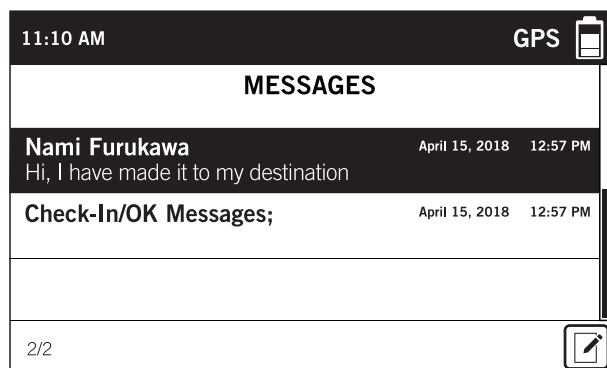 11:10 AM GPS
MESSAGES
Nami Furukawa April 15, 2018 12:57 PM
Hi, I have made it to my destination
Check-In/OK Messages; April 15, 2018 12:57 PM
2/2